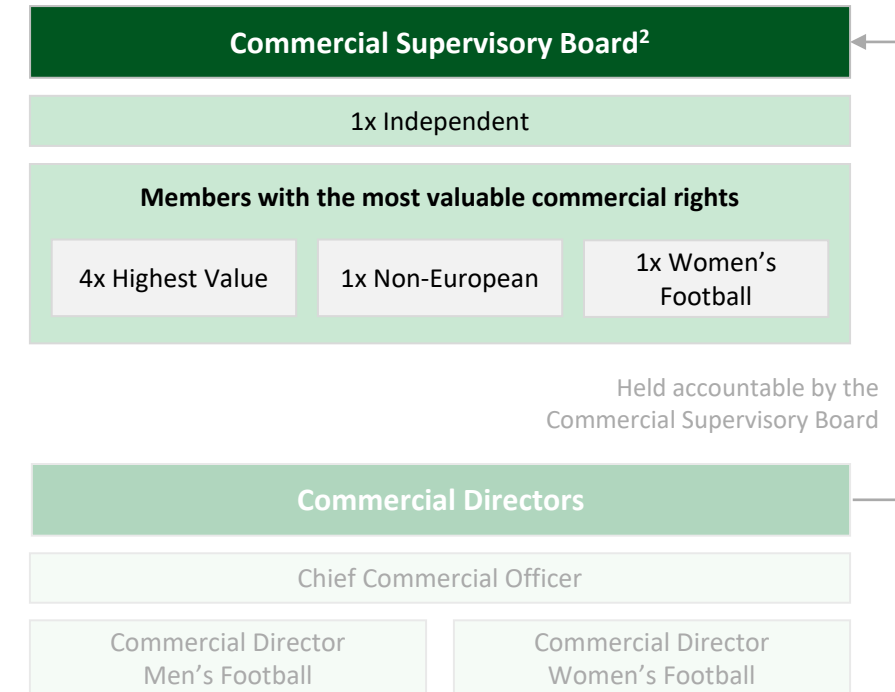 Commercial Supervisory Board²
1x Independent
Members with the most valuable commercial rights
4x Highest Value
1x Non-European
1x Women's
Football
Held accountable by the
Commercial Supervisory Board
Commercial Directors
Chief Commercial Officer
Commercial Director
Men's Football
Commercial Director
Women's Football